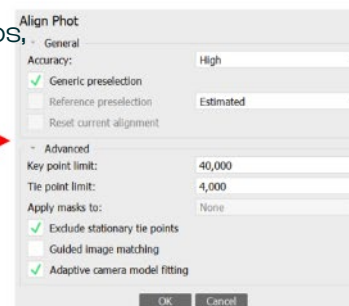 os,
Align Phot
General
Accuracy: High
Generic preselection
Reference preselection Estimated
Reset current alignment
Advanced
Key point limit: 40,000
Tie point limit: 4,000
Apply masks to: None
Exclude stationary tie points
Guided image matching
Adaptive camera model fitting
OK Cancel